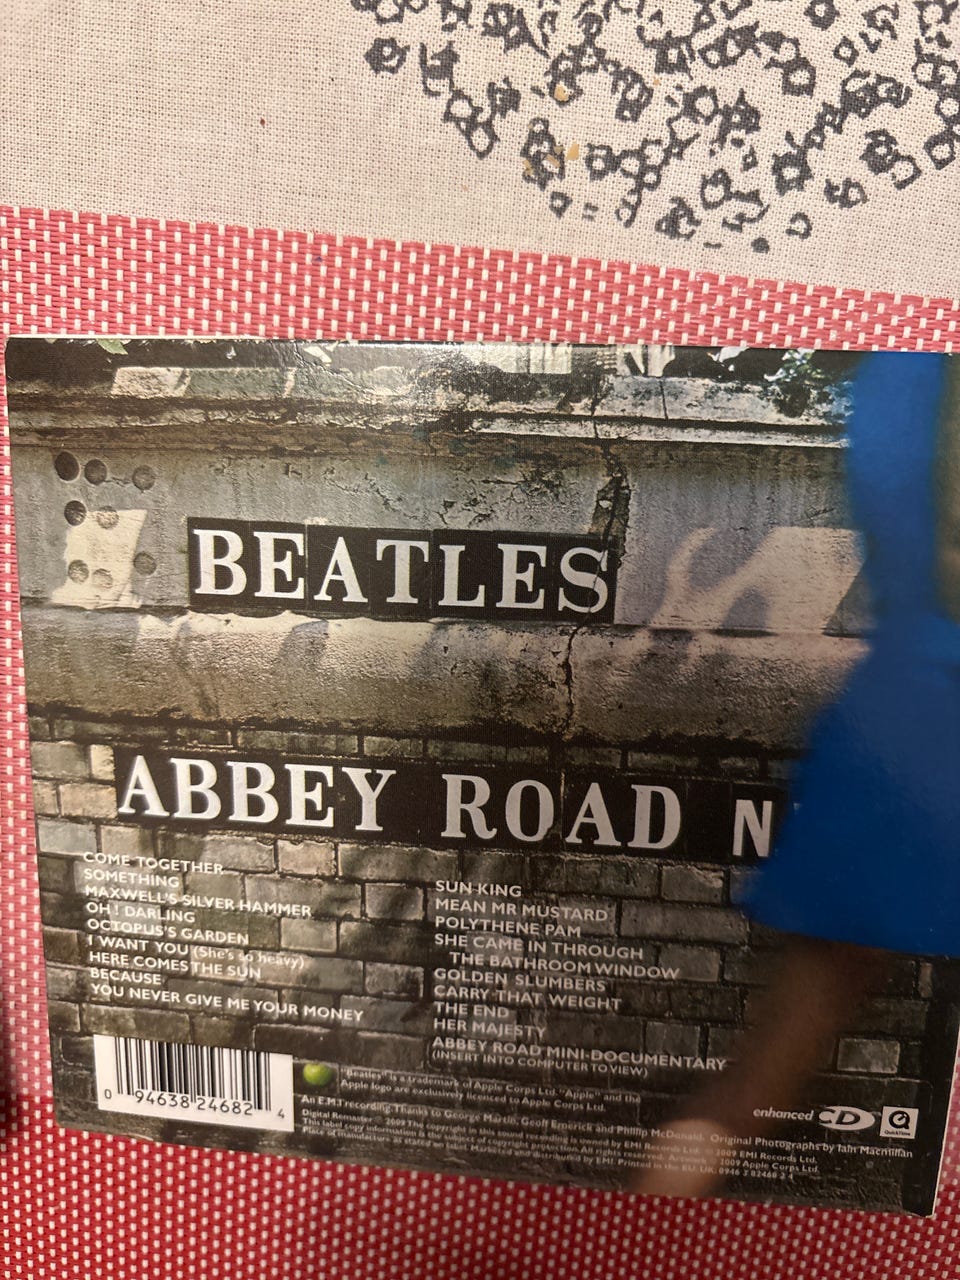 BEATLES
ABBEY ROAD N
COME TOGETHER
SOMETHING
MAXWELL'S SILVER HAMMER
OH! DARLING
OCTOPUS'S GARDEN
I WANT YOU (She's so heavy)
HERE COMES THE SUN
BECAUSE
YOU NEVER GIVE ME YOUR MONEY
SUN KING
MEAN MR MUSTARD
POLYTHENE PAM
SHE CAME IN THROUGH
THE BATHROOM WINDOW
GOLDEN SLUMBERS
CARRY THAT WEIGHT
THE END
HER MAJESTY
ABBEY ROAD MINI-DOCUMENTARY
(INSERT INTO COMPUTER TO VIEW)
0 94638 24682 4
"Beatles" is a trademark of Apple Corps Ltd. "Apple" and the
Apple logo are exclusively licenced to Apple Corps Ltd.
An E.M.I recording. Thanks to George Martin, Geoff Emerick and Phillip McDonald. Original Photographs by Iain Macmillan
Digital Remaster 2009 The copyright in this sound recording is owned by EMI Records Ltd. 2009 EMI Records Ltd.
This label copy information is the subject of copyright protection. All rights reserved. 2009 Apple Corps Ltd.
Place of manufacture as stated on label. Marketed and distributed by EMI. Printed in the EU. UK: 0946 3 82468 2 4
enhanced CD
QuickTime